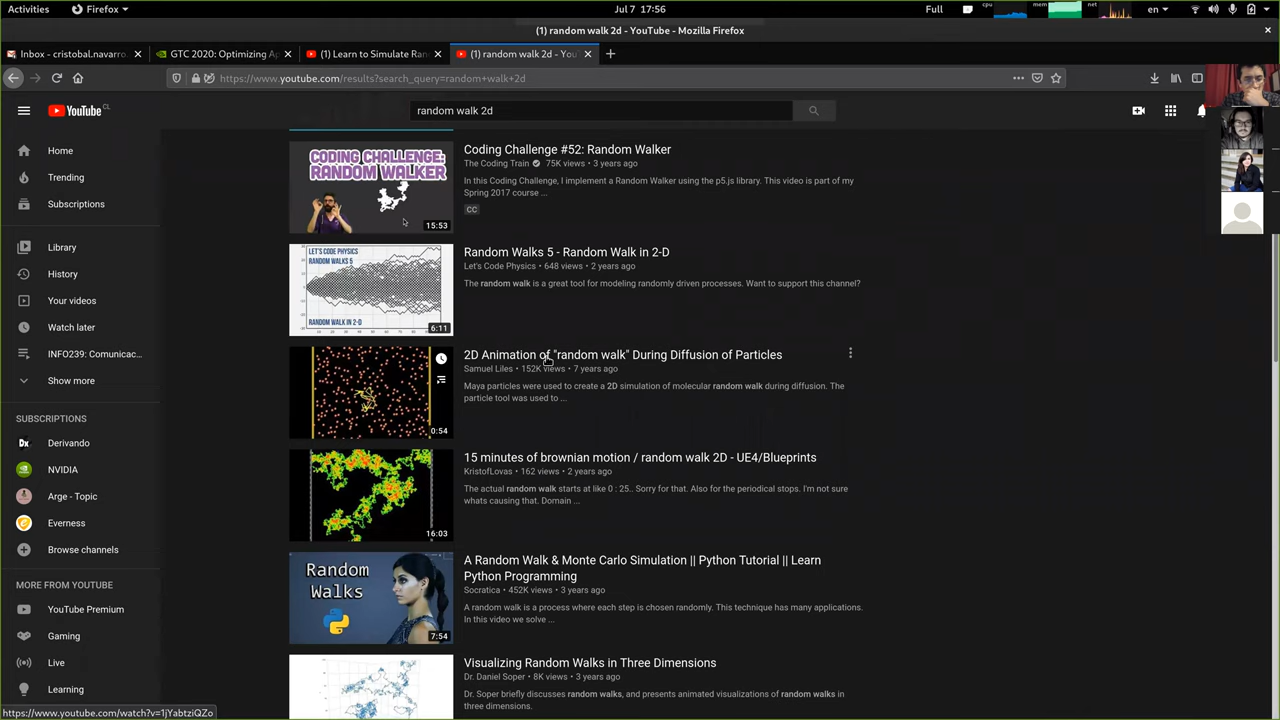 Activities
Firefox
Jul 7 17:56
Full
cpu
mem
net
en
(1) random walk 2d - YouTube - Mozilla Firefox
Inbox - cristobal.navarro
GTC 2020: Optimizing Ap
(1) Learn to Simulate Ran
(1) random walk 2d - You
https://www.youtube.com/results?search_query=random+walk+2d
YouTube CL
random walk 2d
Home
Trending
Subscriptions
Library
History
Your videos
Watch later
INFO239: Comunicac...
Show more
SUBSCRIPTIONS
Derivando
NVIDIA
Arge - Topic
Everness
Browse channels
MORE FROM YOUTUBE
YouTube Premium
Gaming
Live
Learning
CODING CHALLENGE:
RANDOM WALKER
15:53
Coding Challenge #52: Random Walker
The Coding Train 75K views • 3 years ago
In this Coding Challenge, I implement a Random Walker using the p5.js library. This video is part of my
Spring 2017 course ...
CC
LET'S CODE PHYSICS
RANDOM WALKS 5
RANDOM WALK IN 2-D
6:11
Random Walks 5 - Random Walk in 2-D
Let's Code Physics • 648 views • 2 years ago
The random walk is a great tool for modeling randomly driven processes. Want to support this channel?
0:54
2D Animation of "random walk" During Diffusion of Particles
Samuel Liles • 152K views • 7 years ago
Maya particles were used to create a 2D simulation of molecular random walk during diffusion. The
particle tool was used to ...
16:03
15 minutes of brownian motion / random walk 2D - UE4/Blueprints
KristofLovas • 162 views • 2 years ago
The actual random walk starts at like 0 : 25.. Sorry for that. Also for the periodical stops. I'm not sure
whats causing that. Domain ...
Random
Walks
7:54
A Random Walk & Monte Carlo Simulation || Python Tutorial || Learn
Python Programming
Socratica • 452K views • 3 years ago
A random walk is a process where each step is chosen randomly. This technique has many applications.
In this video we solve ...
Visualizing Random Walks in Three Dimensions
Dr. Daniel Soper • 8K views • 3 years ago
Dr. Soper briefly discusses random walks, and presents animated visualizations of random walks in
three dimensions.
https://www.youtube.com/watch?v=1jYabtziQZo